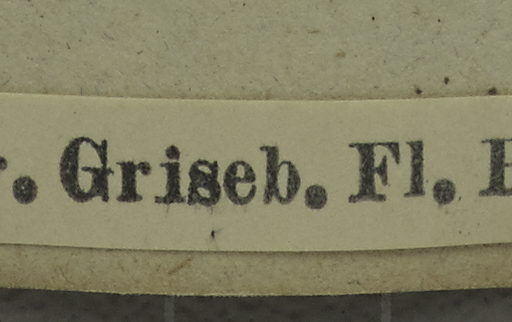 . Griseb. Fl.